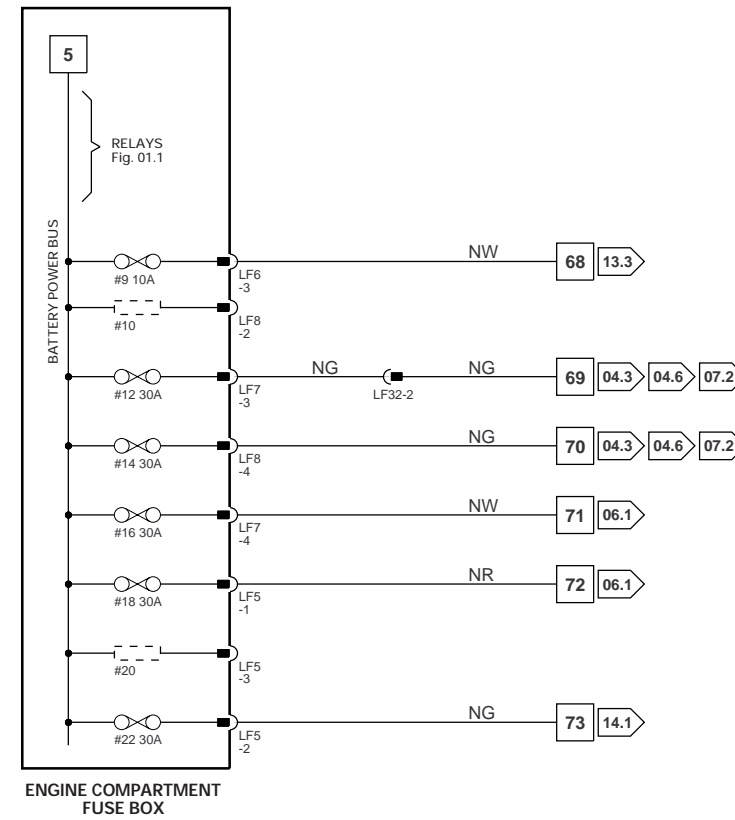 5
RELAYS
Fig. 01.1
BATTERY POWER BUS
#9 10A
LF6
-3
NW
68 13.3
#10
LF8
-2
#12 30A
LF7
-3
NG
LF32-2
NG
69 04.3 04.6 07.2
#14 30A
LF8
-4
NG
70 04.3 04.6 07.2
#16 30A
LF7
-4
NW
71 06.1
#18 30A
LF5
-1
NR
72 06.1
#20
LF5
-3
#22 30A
LF5
-2
NG
73 14.1
ENGINE COMPARTMENT
FUSE BOX